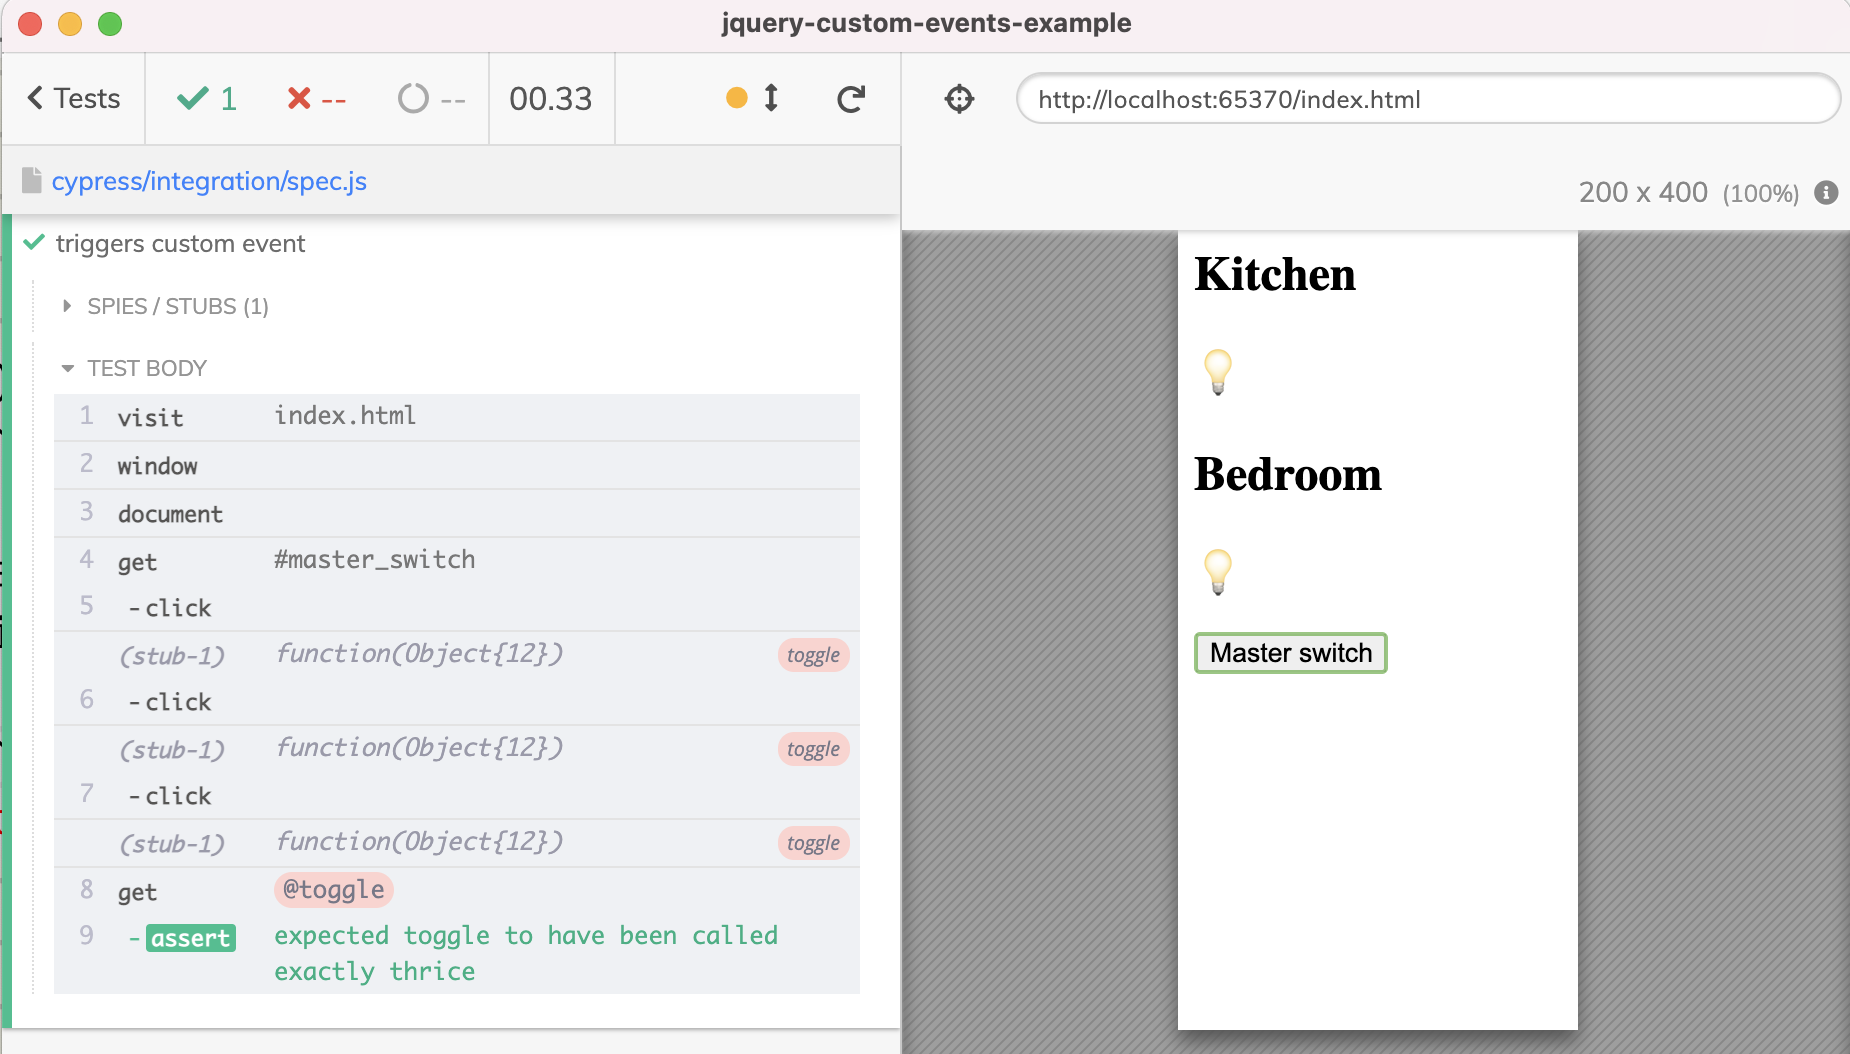 jquery-custom-events-example
Tests 1 -- -- 00.33
http://localhost:65370/index.html
cypress/integration/spec.js
200 x 400 (100%)
triggers custom event
SPIES / STUBS (1)
TEST BODY
1 visit index.html
2 window
3 document
4 get #master_switch
5 -click
(stub-1) function(Object{12}) toggle
6 -click
(stub-1) function(Object{12}) toggle
7 -click
(stub-1) function(Object{12}) toggle
8 get @toggle
9 -assert expected toggle to have been called
exactly thrice
Kitchen
Bedroom
Master switch